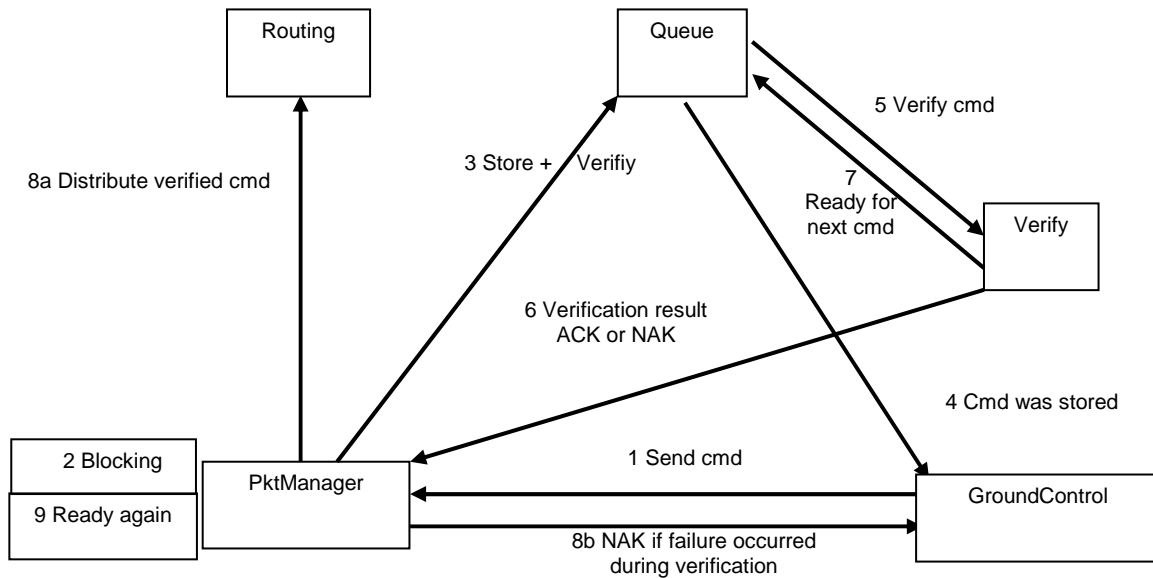 Routing
Queue
5 Verify cmd
3 Store + Verifiy
8a Distribute verified cmd
7
Ready for
next cmd
Verify
6 Verification result
ACK or NAK
4 Cmd was stored
2 Blocking
1 Send cmd
PktManager
GroundControl
9 Ready again
8b NAK if failure occurred
during verification